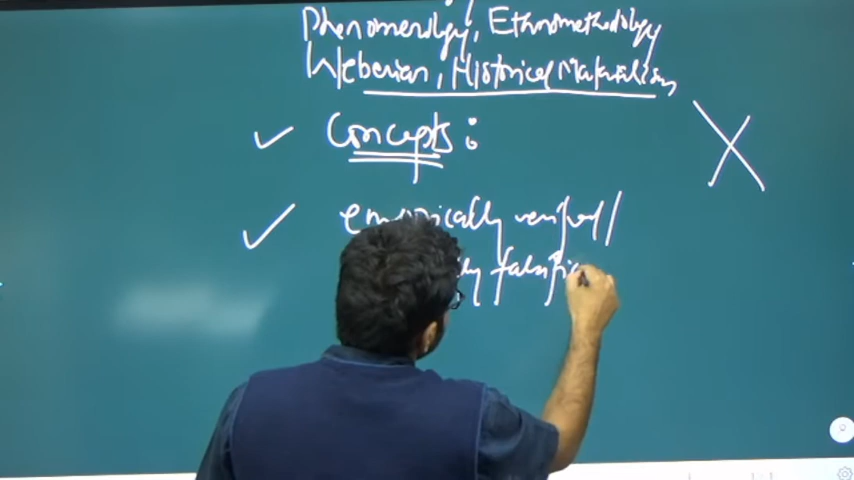 Phenomenology, Ethnomethodology
Weberian, Historical Materialism
Concepts :
empirically verified/
falsifi